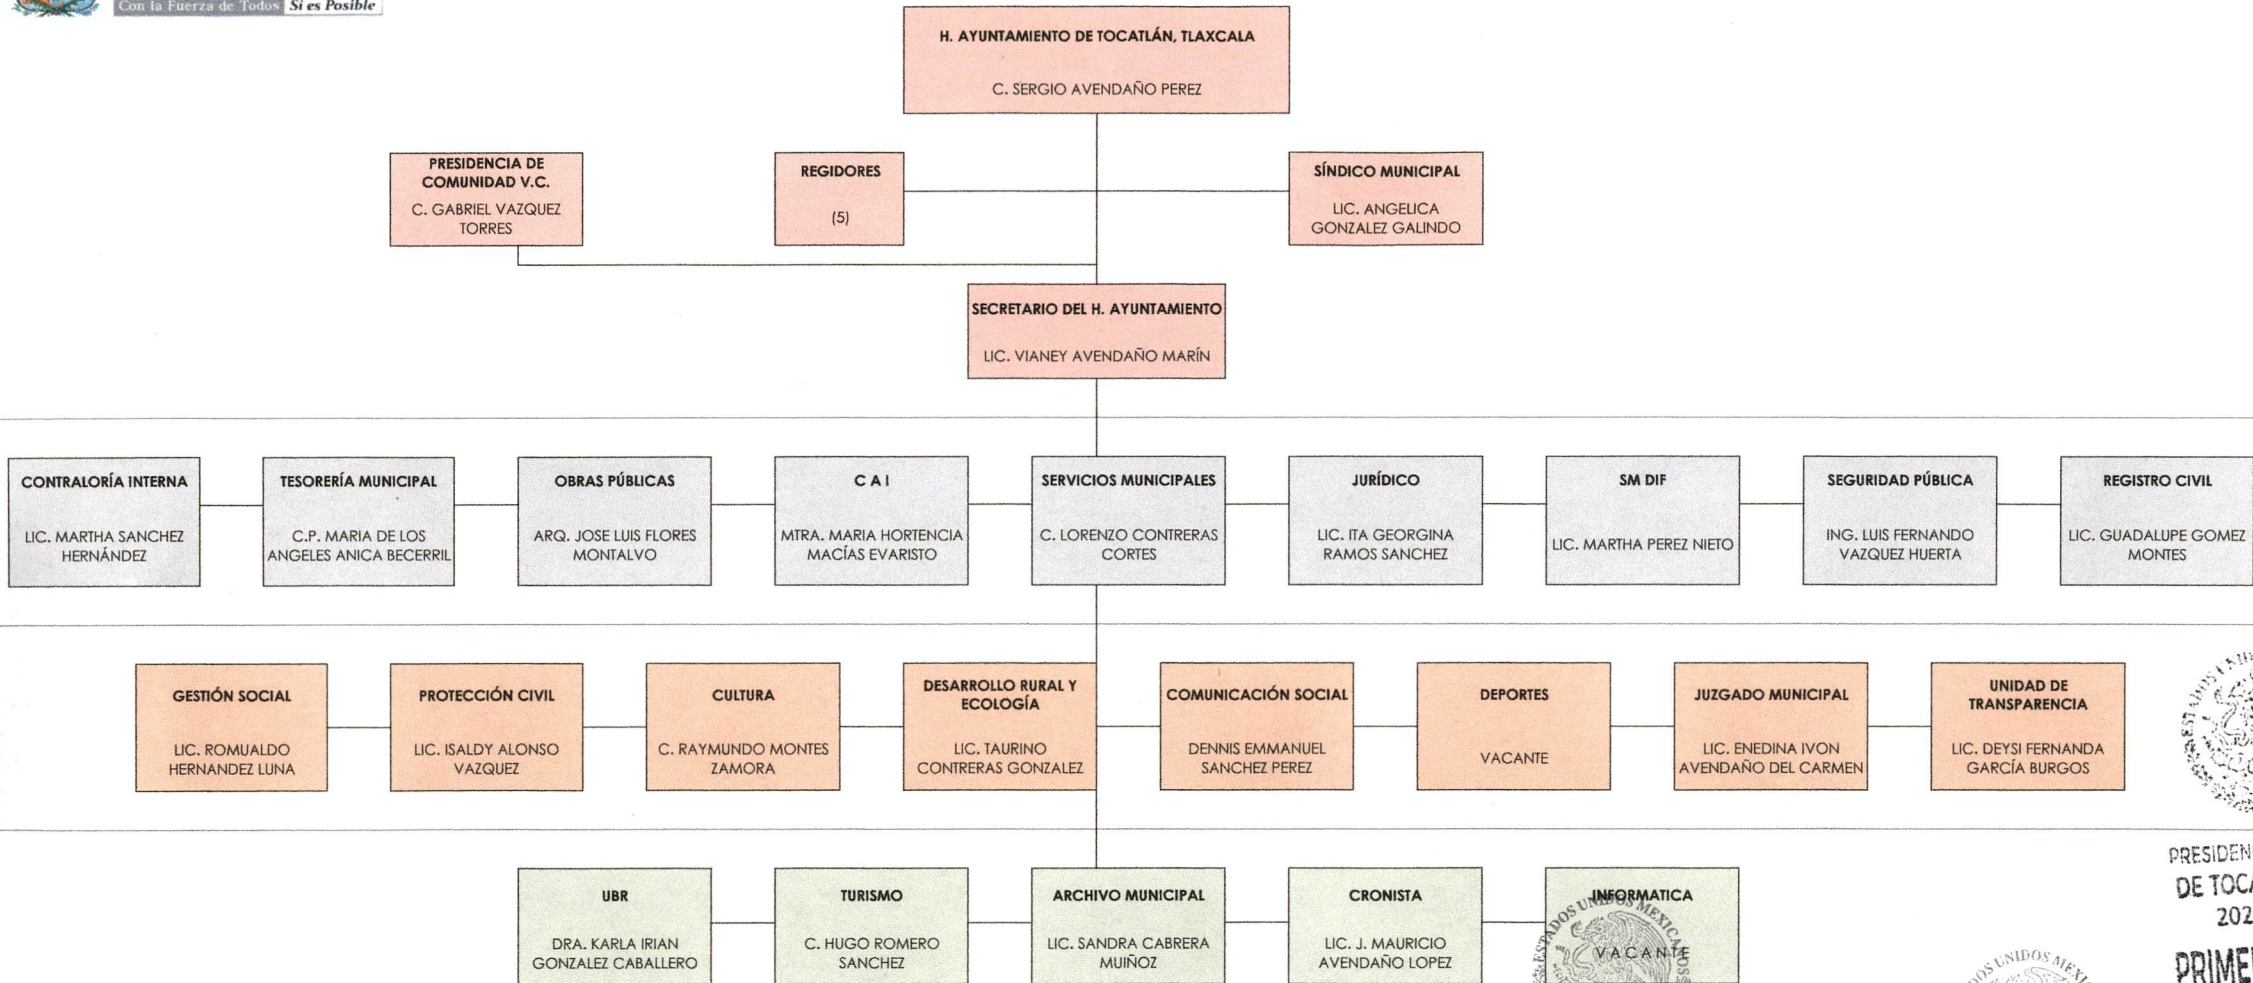 Con la Fuerza de Todos Si es Posible
H. AYUNTAMIENTO DE TOCATLÁN, TLAXCALA
C. SERGIO AVENDAÑO PEREZ
PRESIDENCIA DE
COMUNIDAD V.C.
C. GABRIEL VAZQUEZ
TORRES
REGIDORES
(5)
SÍNDICO MUNICIPAL
LIC. ANGELICA
GONZALEZ GALINDO
SECRETARIO DEL H. AYUNTAMIENTO
LIC. VIANEY AVENDAÑO MARÍN
CONTRALORÍA INTERNA
LIC. MARTHA SANCHEZ
HERNÁNDEZ
TESORERÍA MUNICIPAL
C.P. MARIA DE LOS
ANGELES ANICA BECERRIL
OBRAS PÚBLICAS
ARQ. JOSE LUIS FLORES
MONTALVO
C A I
MTRA. MARIA HORTENCIA
MACÍAS EVARISTO
SERVICIOS MUNICIPALES
C. LORENZO CONTRERAS
CORTES
JURÍDICO
LIC. ITA GEORGINA
RAMOS SANCHEZ
SM DIF
LIC. MARTHA PEREZ NIETO
SEGURIDAD PÚBLICA
ING. LUIS FERNANDO
VAZQUEZ HUERTA
REGISTRO CIVIL
LIC. GUADALUPE GOMEZ
MONTES
GESTIÓN SOCIAL
LIC. ROMUALDO
HERNANDEZ LUNA
PROTECCIÓN CIVIL
LIC. ISALDY ALONSO
VAZQUEZ
CULTURA
C. RAYMUNDO MONTES
ZAMORA
DESARROLLO RURAL Y
ECOLOGÍA
LIC. TAURINO
CONTRERAS GONZALEZ
COMUNICACIÓN SOCIAL
DENNIS EMMANUEL
SANCHEZ PEREZ
DEPORTES
VACANTE
JUZGADO MUNICIPAL
LIC. ENEDINA IVON
AVENDAÑO DEL CARMEN
UNIDAD DE
TRANSPARENCIA
LIC. DEYSI FERNANDA
GARCÍA BURGOS
UBR
DRA. KARLA IRIAN
GONZALEZ CABALLERO
TURISMO
C. HUGO ROMERO
SANCHEZ
ARCHIVO MUNICIPAL
LIC. SANDRA CABRERA
MUIÑOZ
CRONISTA
LIC. J. MAURICIO
AVENDAÑO LOPEZ
INFORMATICA
VACANTE
ESTADOS UNIDOS MEXICANOS
PRESIDEN
DE TOCA
202
PRIME